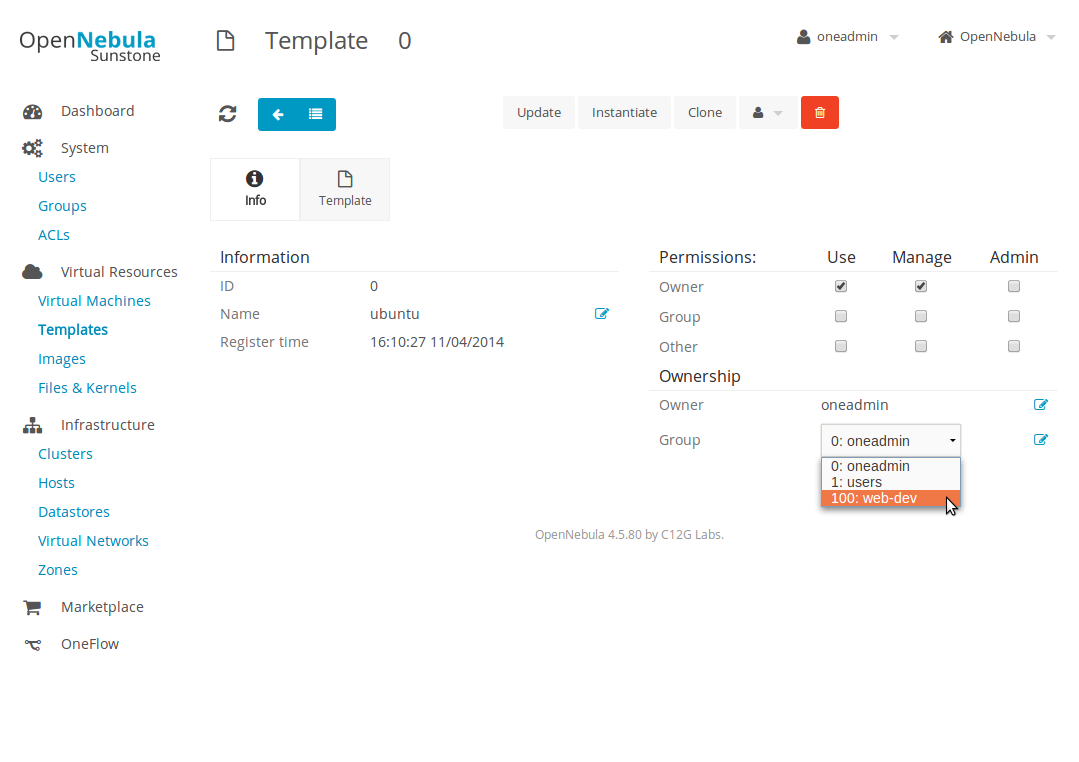 OpenNebula
Sunstone
Template 0
oneadmin
OpenNebula
Dashboard
System
Users
Groups
ACLs
Virtual Resources
Virtual Machines
Templates
Images
Files & Kernels
Infrastructure
Clusters
Hosts
Datastores
Virtual Networks
Zones
Marketplace
OneFlow
Update Instantiate Clone
Info Template
Information
ID 0
Name ubuntu
Register time 16:10:27 11/04/2014
Permissions: Use Manage Admin
Owner
Group
Other
Ownership
Owner oneadmin
Group 0: oneadmin
0: oneadmin
1: users
100: web-dev
OpenNebula 4.5.80 by C12G Labs.